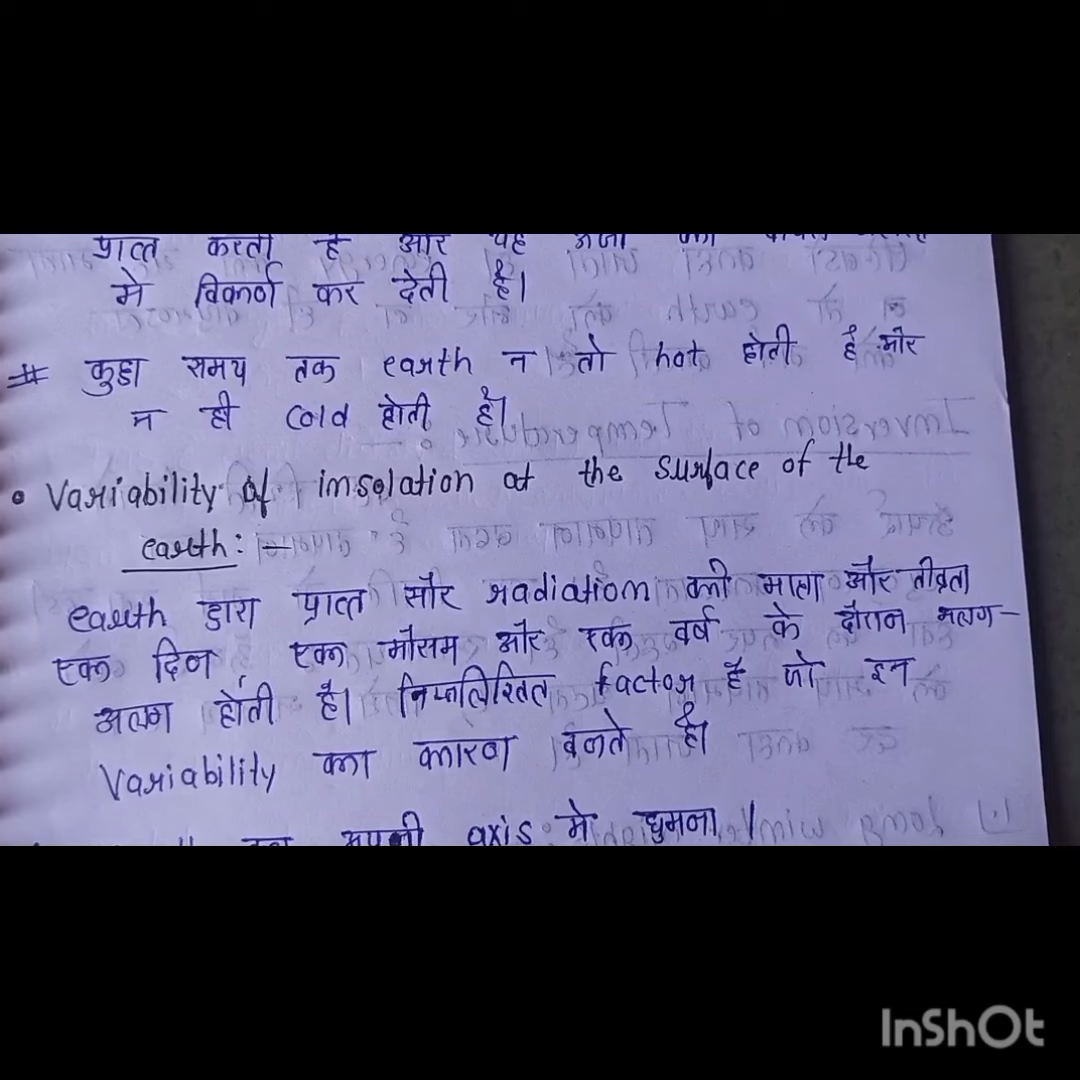 प्राप्त करती है और यह ऊर्जा
मे विकर्ण कर देती है।
# कुछ समय तक earth न तो hot होती है और
न ही cold होती है।
• Variability of insolation at the surface of the
earth :-
earth द्वारा प्राप्त सौर radiation की मात्रा और तीव्रता
एक दिन, एक मौसम और एक वर्ष के दौरान अलग-
अलग होती है। निम्नलिखित factor है जो इन
Variability का कारण बनते है।
अपनी axis मे घुमना।
InShOt